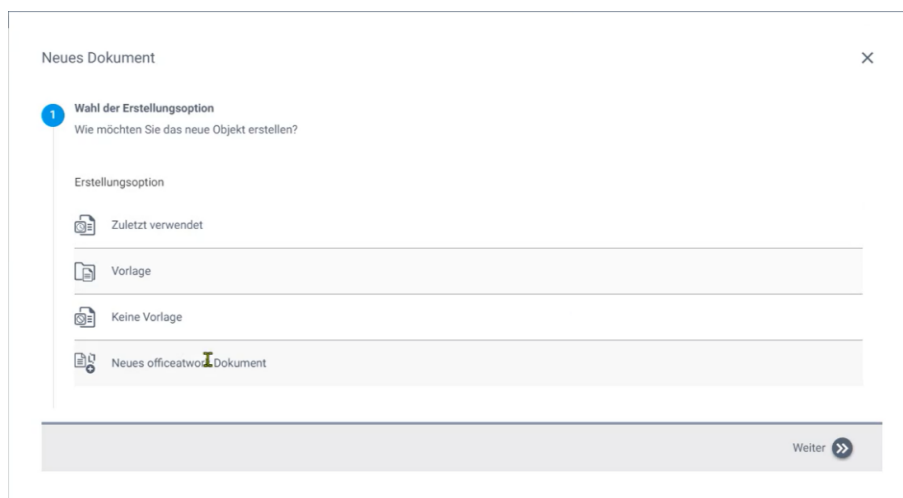 Neues Dokument
1
Wahl der Erstellungsoption
Wie möchten Sie das neue Objekt erstellen?
Erstellungsoption
Zuletzt verwendet
Vorlage
Keine Vorlage
Neues officeatwork Dokument
Weiter